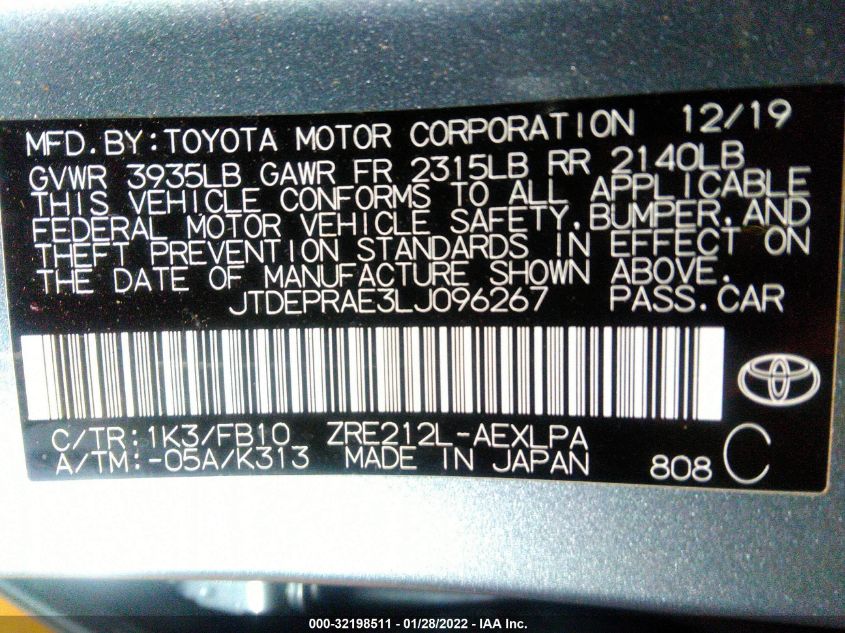 MFD. BY: TOYOTA MOTOR CORPORATION 12/19
GVWR 3935LB GAWR FR 2315LB RR 2140LB
THIS VEHICLE CONFORMS TO ALL APPLICABLE
FEDERAL MOTOR VEHICLE SAFETY, BUMPER, AND
THEFT PREVENTION STANDARDS IN EFFECT ON
THE DATE OF MANUFACTURE SHOWN ABOVE.
JTDEPRAE3LJ096267 PASS. CAR
C/TR: 1K3/FB10 ZRE212L-AEXLPA
A/TM: -05A/K313 MADE IN JAPAN 808 C
000-32198511 - 01/28/2022 - IAA Inc.